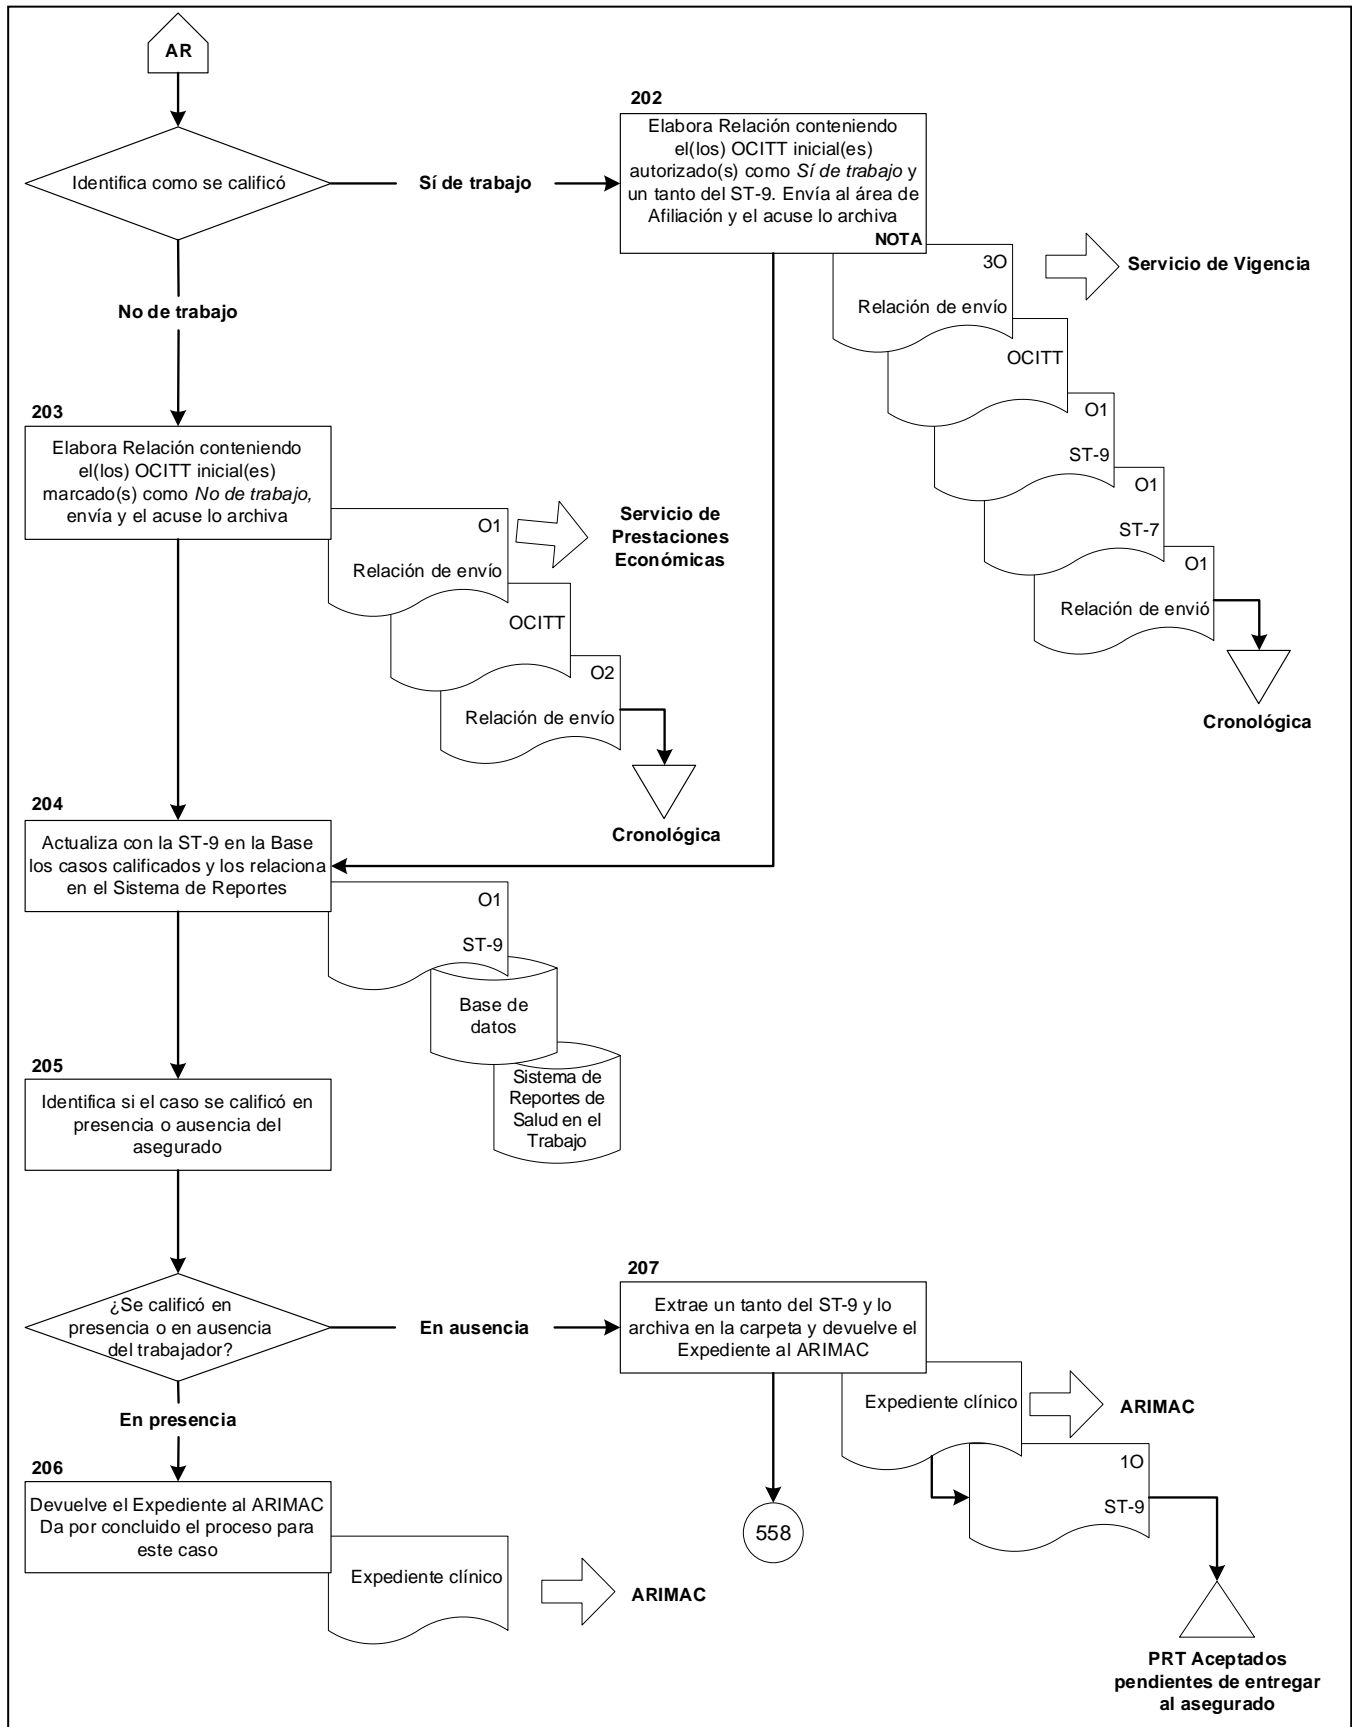 AR
Identifica como se calificó
Sí de trabajo
202
Elabora Relación conteniendo
el(los) OCITT inicial(es)
autorizado(s) como Sí de trabajo y
un tanto del ST-9. Envía al área de
Afiliación y el acuse lo archiva
NOTA
3O
Relación de envío
Servicio de Vigencia
OCITT
O1
ST-9
O1
ST-7
O1
Relación de envió
Cronológica
No de trabajo
203
Elabora Relación conteniendo
el(los) OCITT inicial(es)
marcado(s) como No de trabajo,
envía y el acuse lo archiva
O1
Relación de envío
Servicio de
Prestaciones
Económicas
OCITT
O2
Relación de envío
Cronológica
204
Actualiza con la ST-9 en la Base
los casos calificados y los relaciona
en el Sistema de Reportes
O1
ST-9
Base de
datos
Sistema de
Reportes de
Salud en el
Trabajo
205
Identifica si el caso se calificó en
presencia o ausencia del
asegurado
¿Se calificó en
presencia o en ausencia
del trabajador?
En ausencia
207
Extrae un tanto del ST-9 y lo
archiva en la carpeta y devuelve el
Expediente al ARIMAC
Expediente clínico
ARIMAC
1O
ST-9
558
PRT Aceptados
pendientes de entregar
al asegurado
En presencia
206
Devuelve el Expediente al ARIMAC
Da por concluido el proceso para
este caso
Expediente clínico
ARIMAC